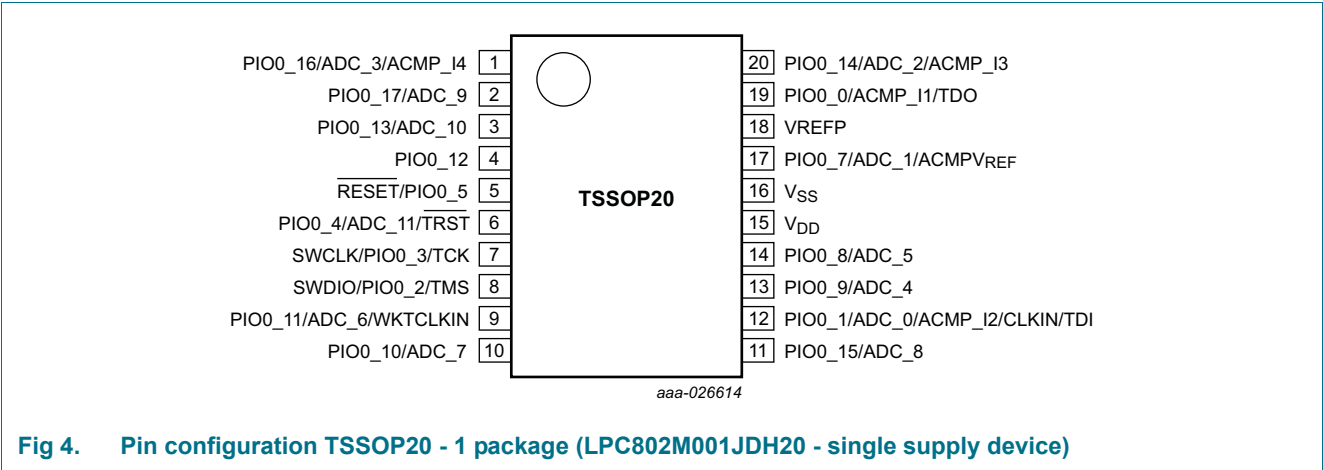 PIO0_16/ADC_3/ACMP_I4 1
PIO0_17/ADC_9 2
PIO0_13/ADC_10 3
PIO0_12 4
RESET/PIO0_5 5
PIO0_4/ADC_11/TRST 6
SWCLK/PIO0_3/TCK 7
SWDIO/PIO0_2/TMS 8
PIO0_11/ADC_6/WKTCLKIN 9
PIO0_10/ADC_7 10
TSSOP20
20 PIO0_14/ADC_2/ACMP_I3
19 PIO0_0/ACMP_I1/TDO
18 VREFP
17 PIO0_7/ADC_1/ACMPVREF
16 VSS
15 VDD
14 PIO0_8/ADC_5
13 PIO0_9/ADC_4
12 PIO0_1/ADC_0/ACMP_I2/CLKIN/TDI
11 PIO0_15/ADC_8
aaa-026614
Fig 4. Pin configuration TSSOP20 - 1 package (LPC802M001JDH20 - single supply device)